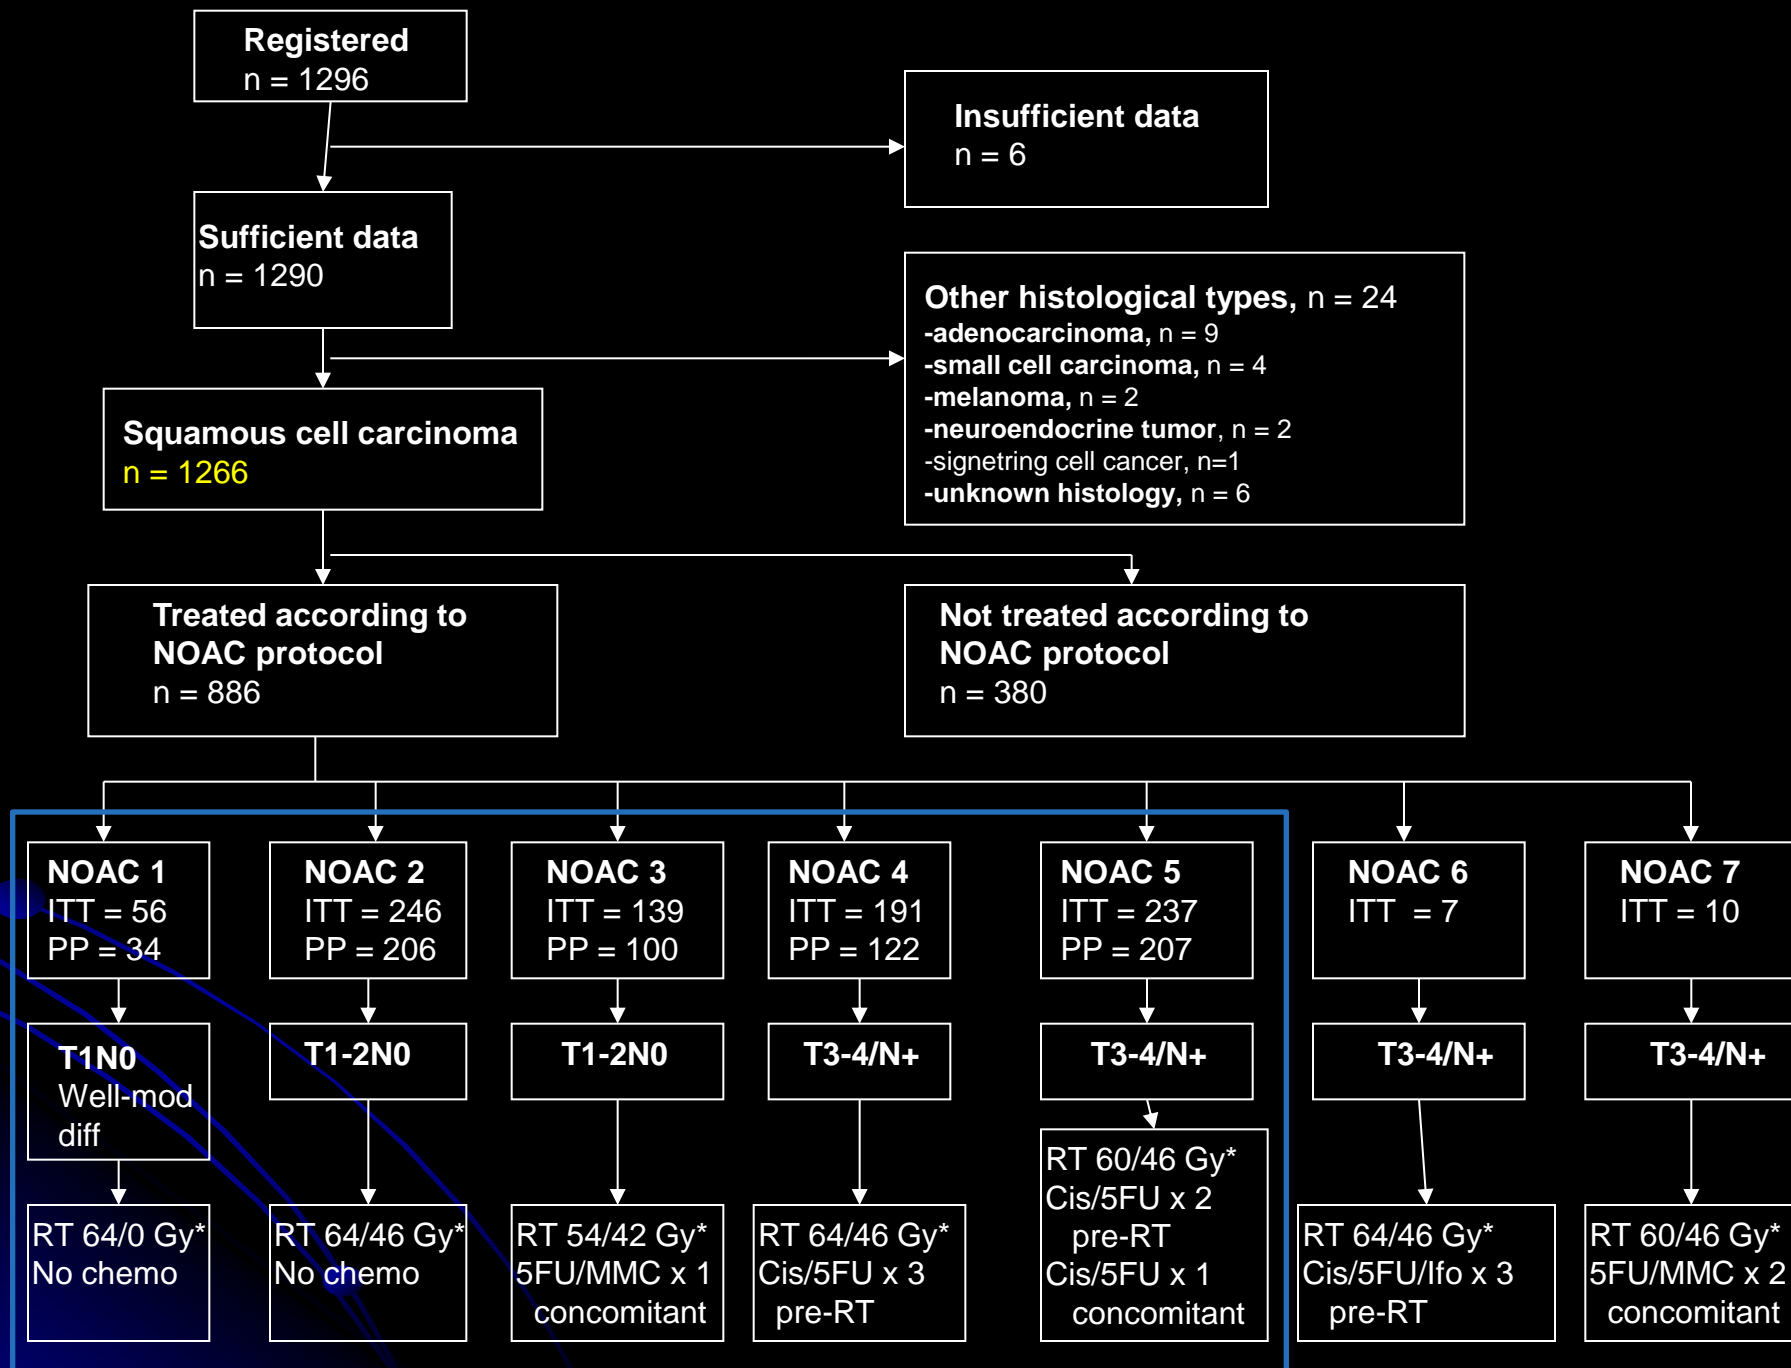 Registered
n = 1296
Insufficient data
n = 6
Sufficient data
n = 1290
Other histological types, n = 24
-adenocarcinoma, n = 9
-small cell carcinoma, n = 4
-melanoma, n = 2
-neuroendocrine tumor, n = 2
-signetring cell cancer, n=1
-unknown histology, n = 6
Squamous cell carcinoma
n = 1266
Treated according to
NOAC protocol
n = 886
Not treated according to
NOAC protocol
n = 380
NOAC 1
ITT = 56
PP = 34
NOAC 2
ITT = 246
PP = 206
NOAC 3
ITT = 139
PP = 100
NOAC 4
ITT = 191
PP = 122
NOAC 5
ITT = 237
PP = 207
NOAC 6
ITT = 7
NOAC 7
ITT = 10
T1N0
Well-mod
diff
T1-2N0
T1-2N0
T3-4/N+
T3-4/N+
T3-4/N+
T3-4/N+
RT 64/0 Gy*
No chemo
RT 64/46 Gy*
No chemo
RT 54/42 Gy*
5FU/MMC x 1
concomitant
RT 64/46 Gy*
Cis/5FU x 3
pre-RT
RT 60/46 Gy*
Cis/5FU x 2
pre-RT
Cis/5FU x 1
concomitant
RT 64/46 Gy*
Cis/5FU/Ifo x 3
pre-RT
RT 60/46 Gy*
5FU/MMC x 2
concomitant